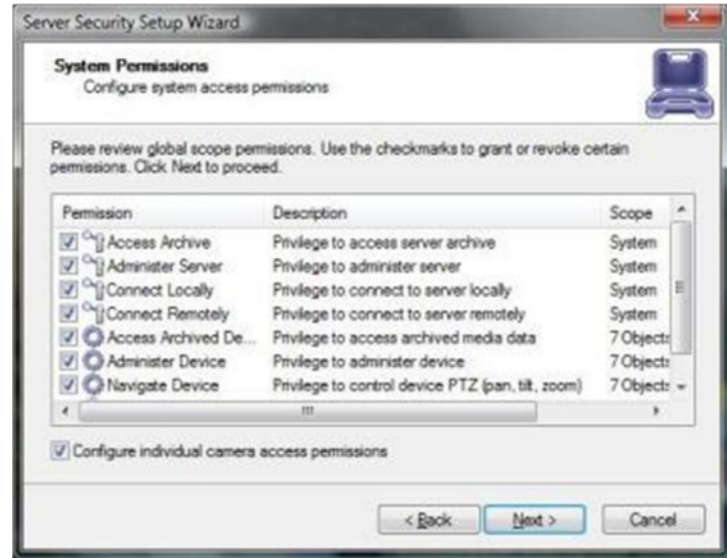 Server Security Setup Wizard
System Permissions
Configure system access permissions
Please review global scope permissions. Use the checkmarks to grant or revoke certain
permissions. Click Next to proceed.
Permission Description Scope
Access Archive Privilege to access server archive System
Administer Server Privilege to administer server System
Connect Locally Privilege to connect to server locally System
Connect Remotely Privilege to connect to server remotely System
Access Archived De... Privilege to access archived media data 7 Objects
Administer Device Privilege to administer device 7 Objects
Navigate Device Privilege to control device PTZ (pan, tilt, zoom) 7 Objects
Configure individual camera access permissions
< Back Next > Cancel